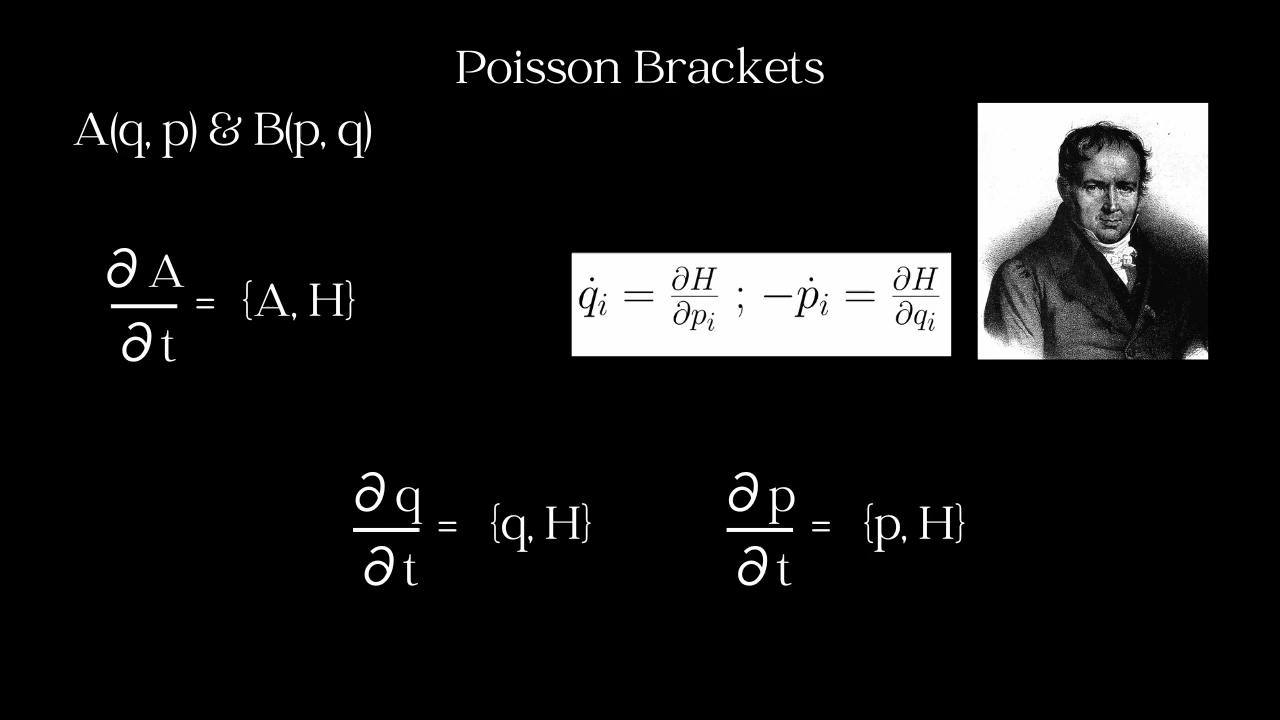 Poisson Brackets
A(q, p) & B(p, q)
∂A/∂t = {A, H}
q̇ᵢ = ∂H/∂pᵢ ; −ṗᵢ = ∂H/∂qᵢ
∂q/∂t = {q, H}
∂p/∂t = {p, H}